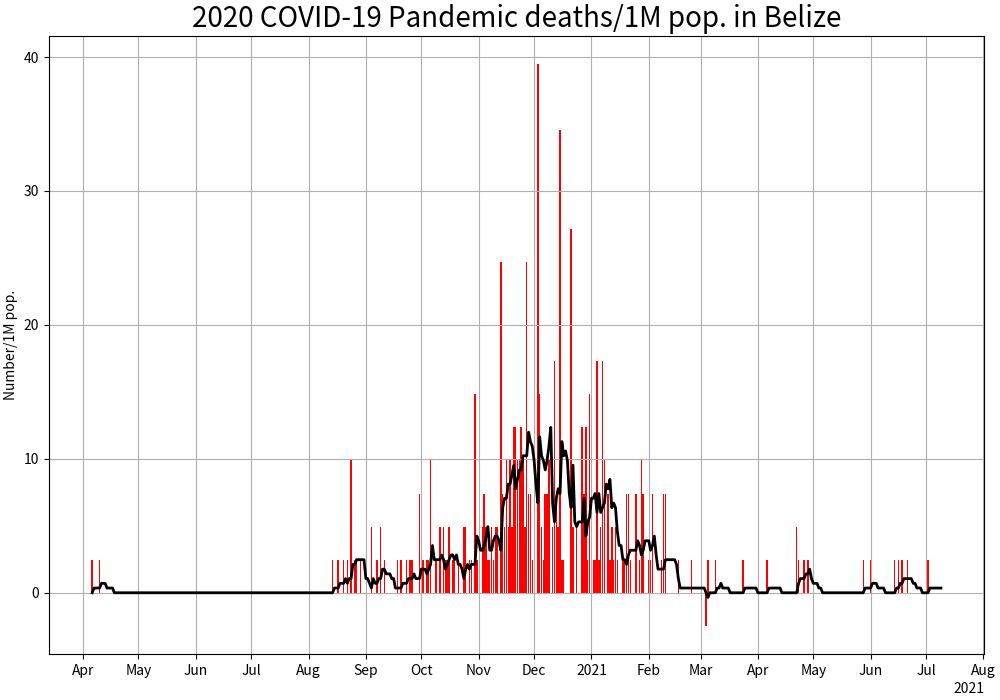 2020 COVID-19 Pandemic deaths/1M pop. in Belize
Number/1M pop.
40
30
20
10
0
Apr May Jun Jul Aug Sep Oct Nov Dec 2021 Feb Mar Apr May Jun Jul Aug
2021